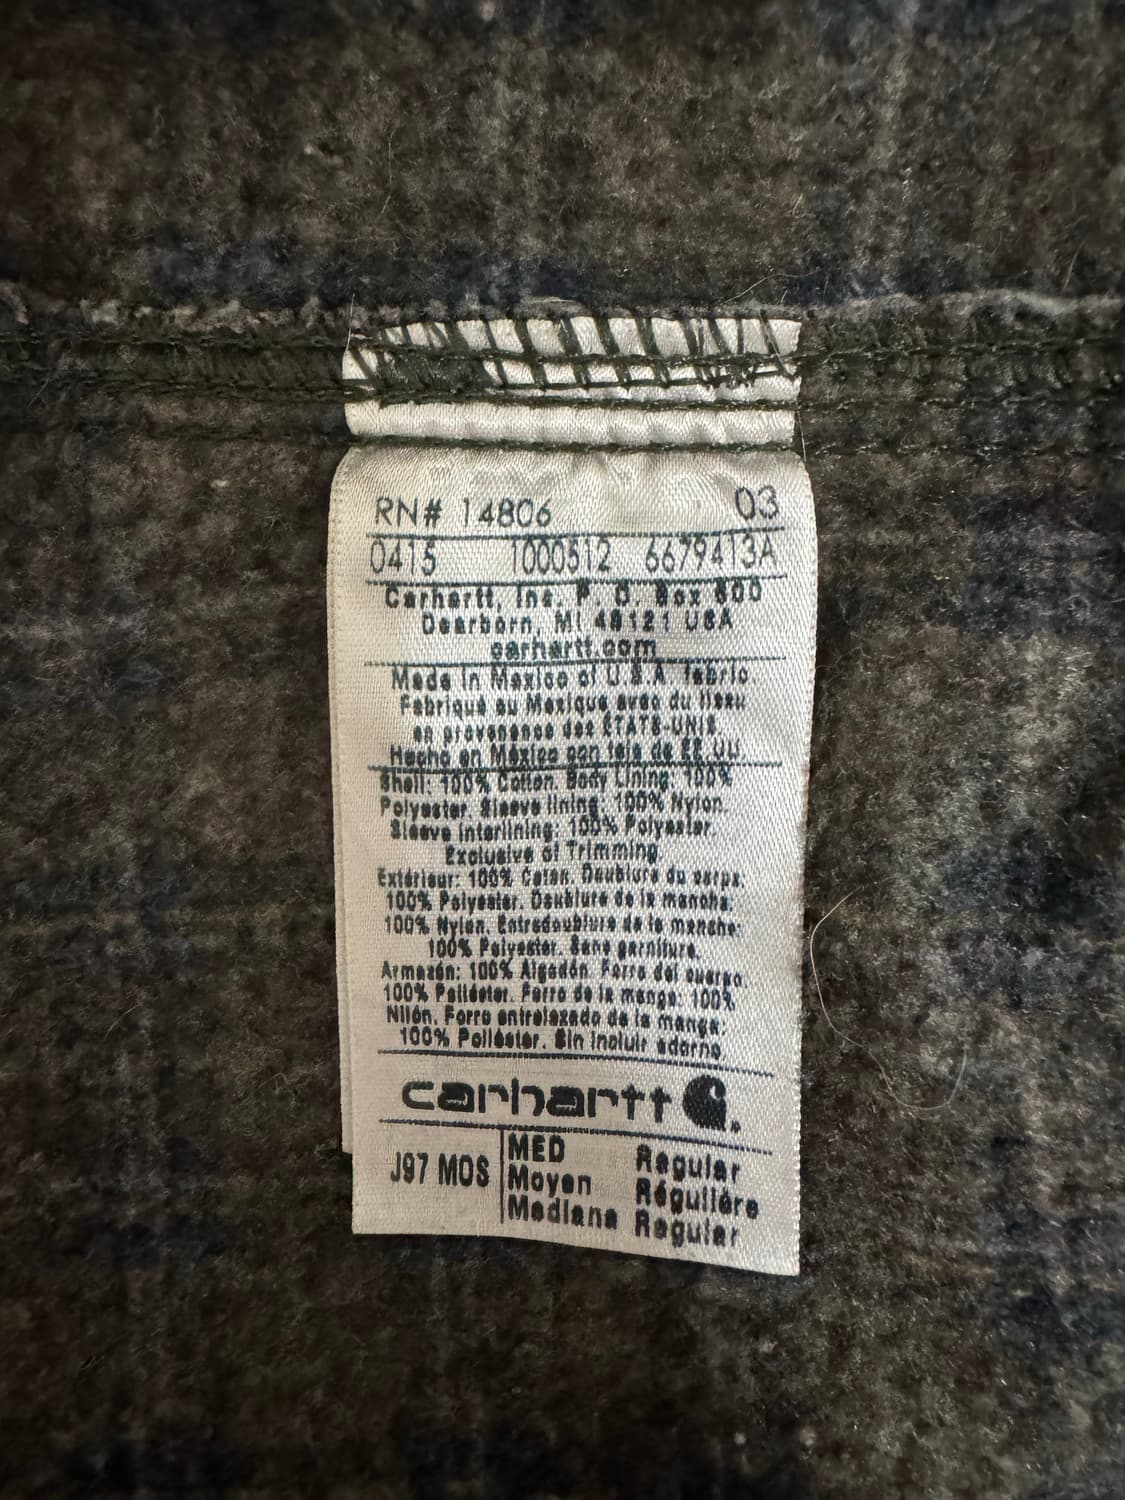 RN# 14806 03
0415 1000512 6679413A
Carhartt, Inc. P. O. Box 600
Dearborn, MI 48121 USA
carhartt.com
Made in Mexico of U.S.A. fabric
Fabriqué au Mexique avec du tissu
en provenance des ÉTATS-UNIS
Hecho en México con tela de EE.UU.
Shell: 100% Cotton. Body Lining: 100%
Polyester. Sleeve lining: 100% Nylon.
Sleeve interlining: 100% Polyester.
Exclusive of Trimming.
Extérieur: 100% Coton. Doublure du corps:
100% Polyester. Doublure de la mancha:
100% Nylon. Entredoublure de la manche:
100% Polyester. Sans garniture.
Armazón: 100% Algodón. Forro del cuerpo:
100% Poliéster. Forro de la manga: 100%
Nilón. Forro entrelazado de la manga:
100% Poliéster. Sin incluir adorno
carhartt
J97 MOS MED Regular
Moyen Régulière
Mediana Regular